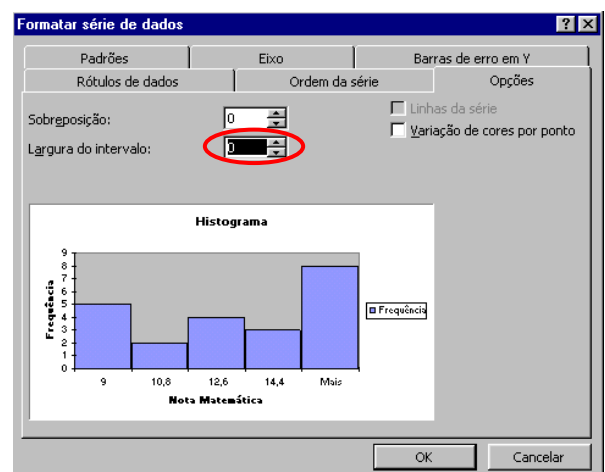 Formatar série de dados
Padrões Eixo Barras de erro em Y
Rótulos de dados Ordem da série Opções
Sobreposição: 0 Linhas da série
Largura do intervalo: 0 Variação de cores por ponto
Histograma
9
8
7
6
5
4
3
2
1
0
Frequência
9 10,8 12,6 14,4 Mais
Nota Matemática
Frequência
OK Cancelar